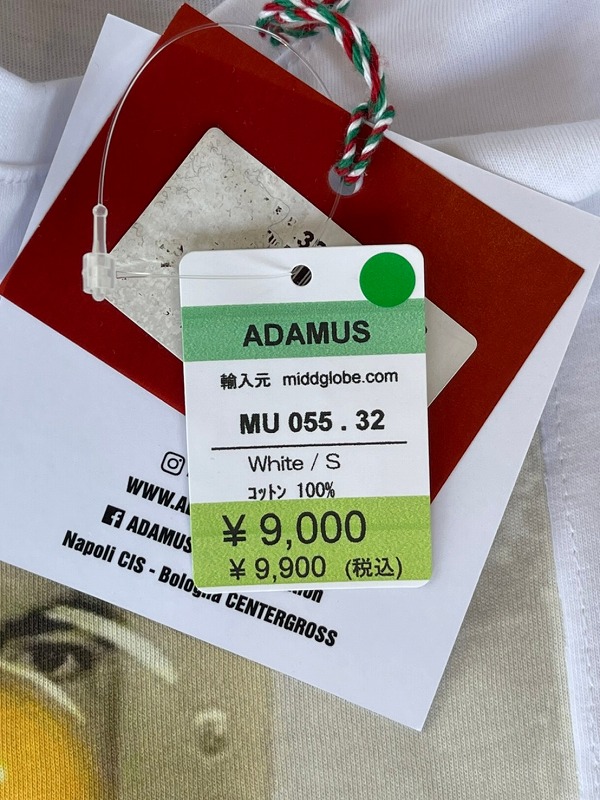 ADAMUS
輸入元 middglobe.com
MU 055 . 32
White / S
コットン 100%
¥ 9,000
¥ 9,900 (税込)
ADAMUS
Napoli CIS - Bologna CENTERGROSS